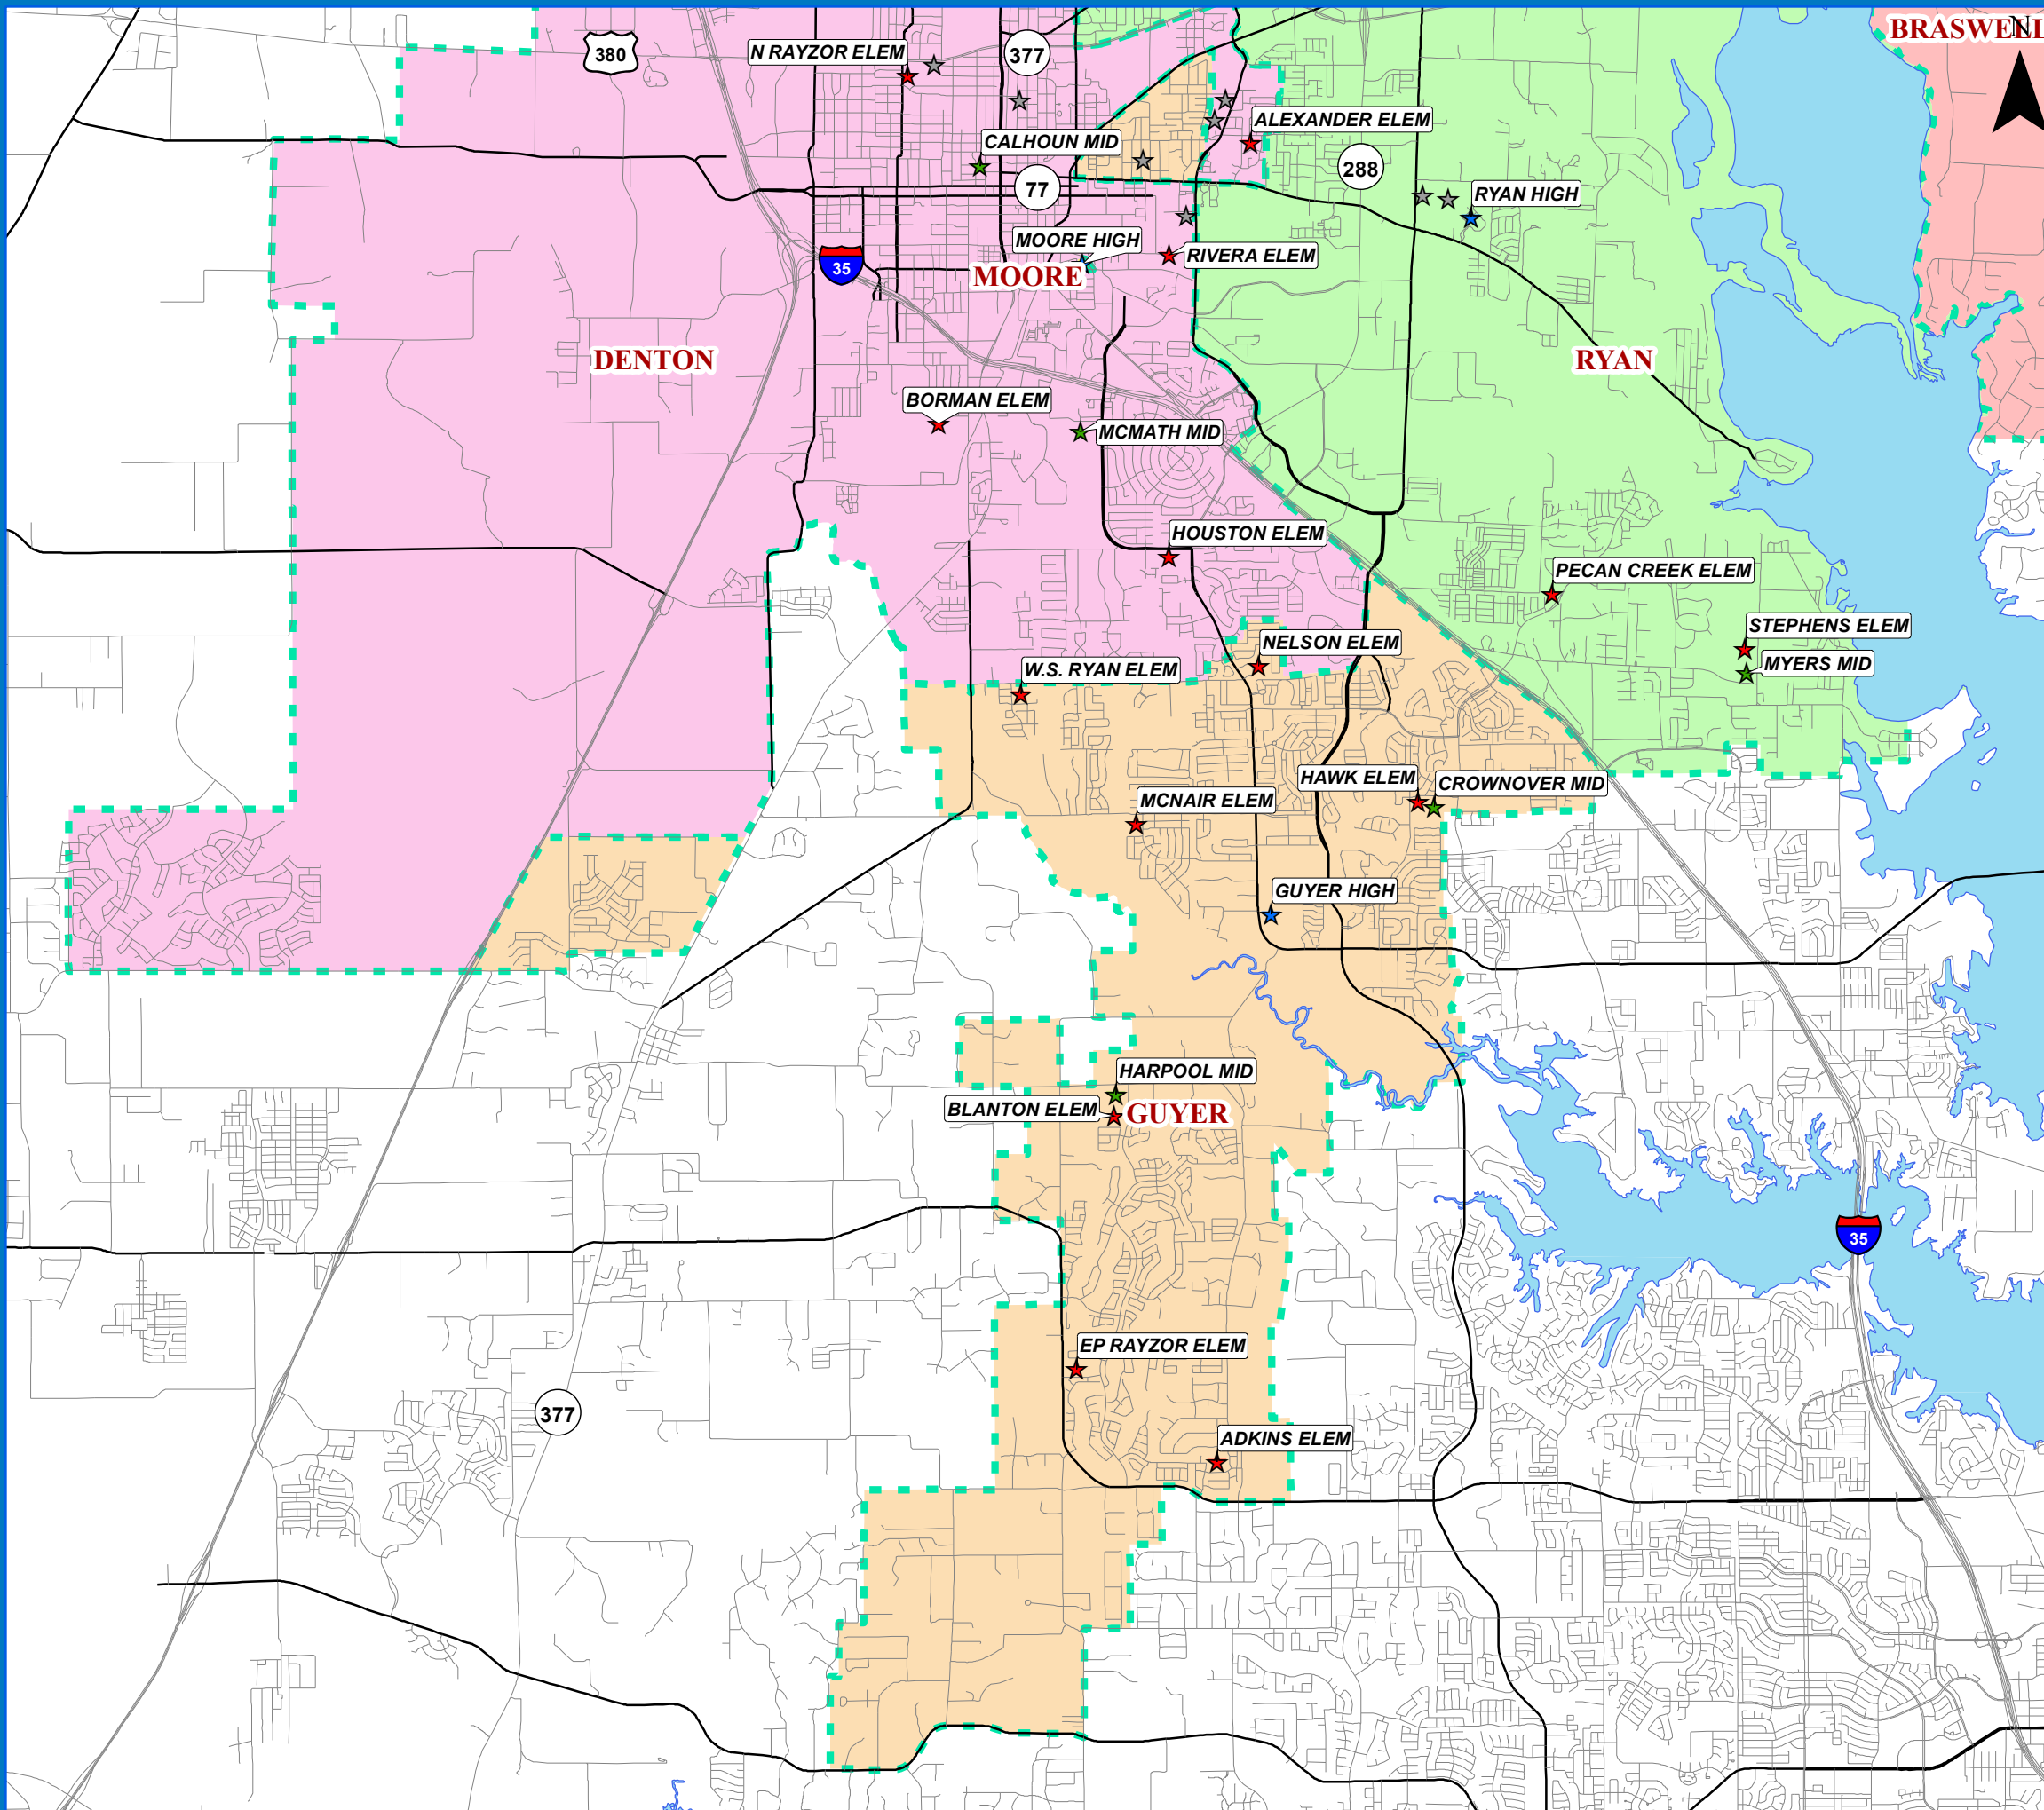 BRASWELL
N
380
N RAYZOR ELEM
377
ALEXANDER ELEM
CALHOUN MID
288
77
RYAN HIGH
MOORE HIGH
RIVERA ELEM
35
MOORE
DENTON
RYAN
BORMAN ELEM
MCMATH MID
HOUSTON ELEM
PECAN CREEK ELEM
STEPHENS ELEM
NELSON ELEM
MYERS MID
W.S. RYAN ELEM
HAWK ELEM
CROWNOVER MID
MCNAIR ELEM
GUYER HIGH
HARPOOL MID
BLANTON ELEM
GUYER
35
EP RAYZOR ELEM
377
ADKINS ELEM